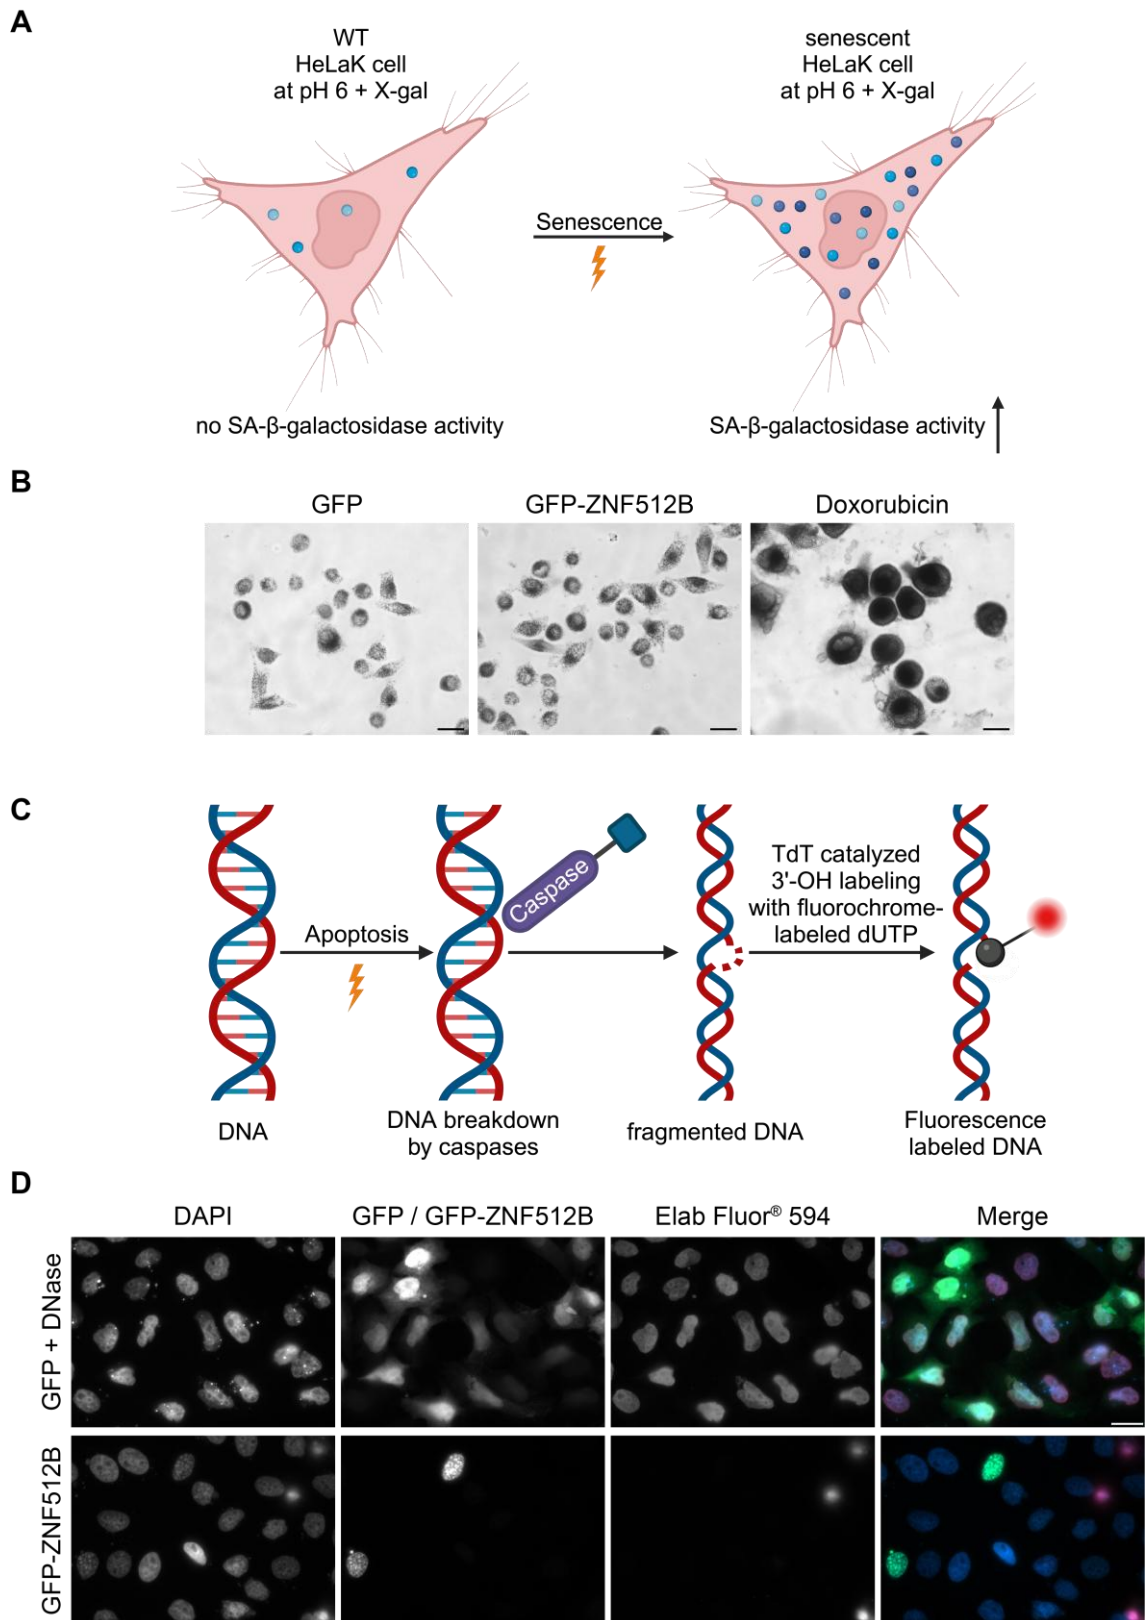 A
WT
HeLaK cell
at pH 6 + X-gal
senescent
HeLaK cell
at pH 6 + X-gal
Senescence
no SA-β-galactosidase activity
SA-β-galactosidase activity
B
GFP
GFP-ZNF512B
Doxorubicin
C
Apoptosis
Caspase
TdT catalyzed
3'-OH labeling
with fluorochrome-
labeled dUTP
DNA
DNA breakdown
by caspases
fragmented DNA
Fluorescence
labeled DNA
D
DAPI
GFP / GFP-ZNF512B
Elab Fluor® 594
Merge
GFP + DNase
GFP-ZNF512B